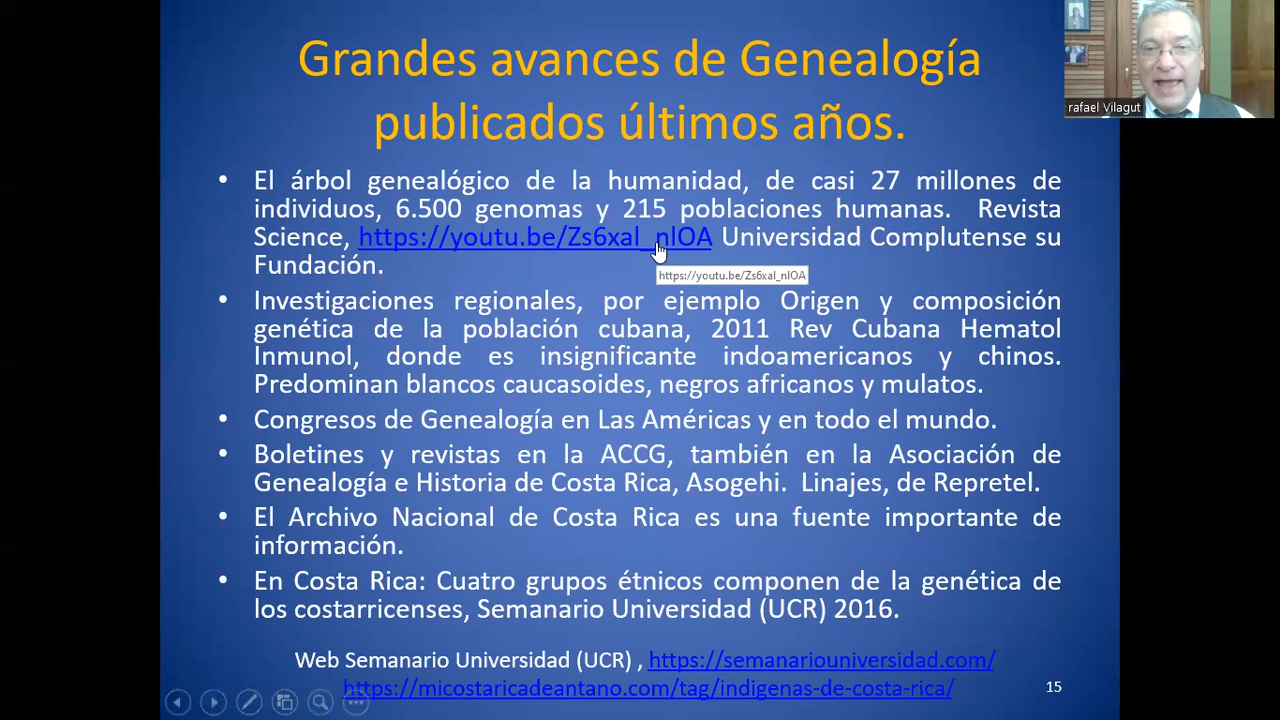 Grandes avances de Genealogía
publicados últimos años.
rafael Vilagut
• El árbol genealógico de la humanidad, de casi 27 millones de
individuos, 6.500 genomas y 215 poblaciones humanas. Revista
Science, https://youtu.be/Zs6xal_nlOA Universidad Complutense su
Fundación.
https://youtu.be/Zs6xal_nlOA
• Investigaciones regionales, por ejemplo Origen y composición
genética de la población cubana, 2011 Rev Cubana Hematol
Inmunol, donde es insignificante indoamericanos y chinos.
Predominan blancos caucasoides, negros africanos y mulatos.
• Congresos de Genealogía en Las Américas y en todo el mundo.
• Boletines y revistas en la ACCG, también en la Asociación de
Genealogía e Historia de Costa Rica, Asogehi. Linajes, de Repretel.
• El Archivo Nacional de Costa Rica es una fuente importante de
información.
• En Costa Rica: Cuatro grupos étnicos componen de la genética de
los costarricenses, Semanario Universidad (UCR) 2016.
Web Semanario Universidad (UCR) , https://semanariouniversidad.com/
https://micostaricadeantano.com/tag/indigenas-de-costa-rica/
15